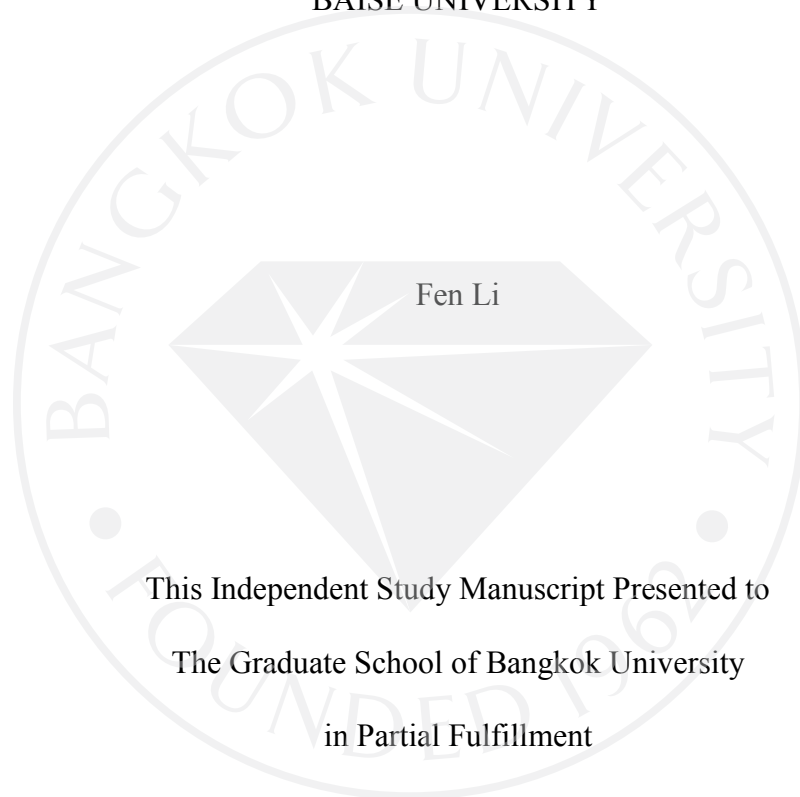 BAISE UNIVERSITY
BANGKOK UNIVERSITY
Fen Li
This Independent Study Manuscript Presented to
The Graduate School of Bangkok University
in Partial Fulfillment
FOUNDED 1962